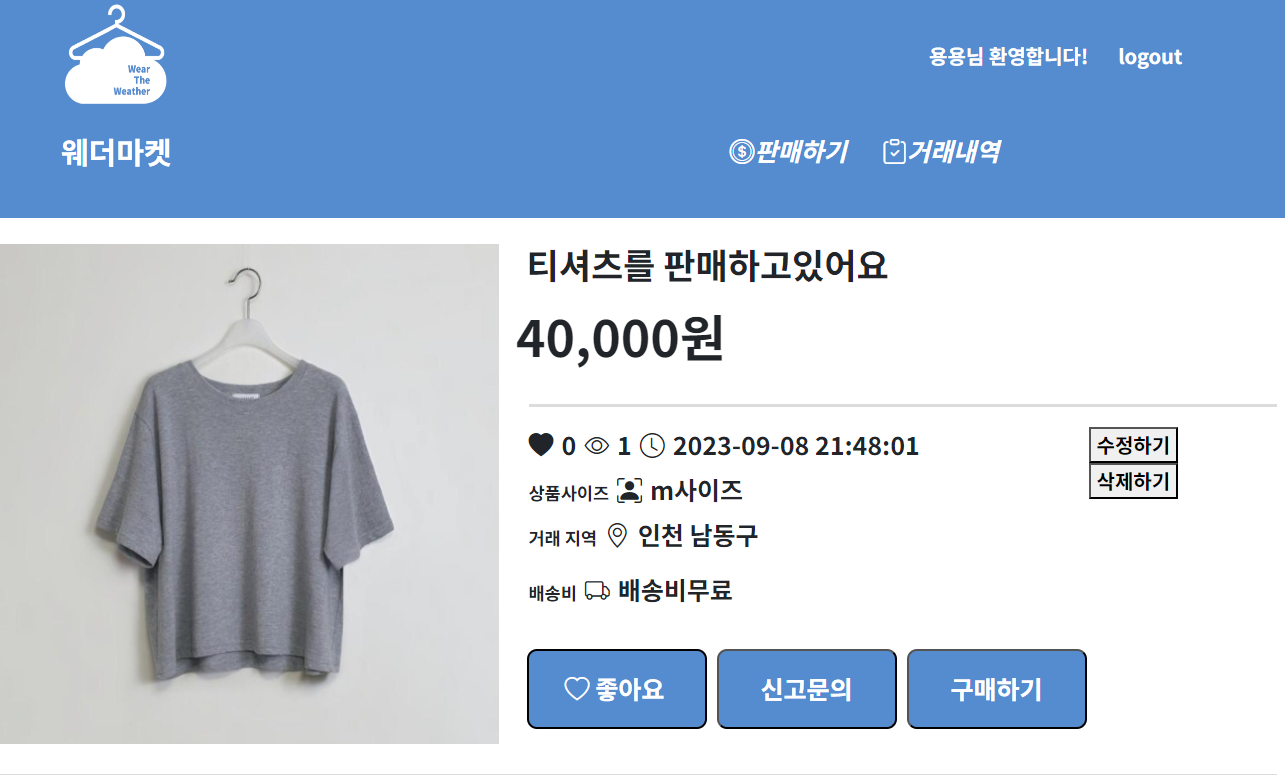 Wear
The
Weather
용용님 환영합니다! logout
웨더마켓
판매하기 거래내역
티셔츠를 판매하고있어요
40,000원
0 1 2023-09-08 21:48:01
수정하기
삭제하기
상품사이즈 m사이즈
거래 지역 인천 남동구
배송비 배송비무료
좋아요 신고문의 구매하기